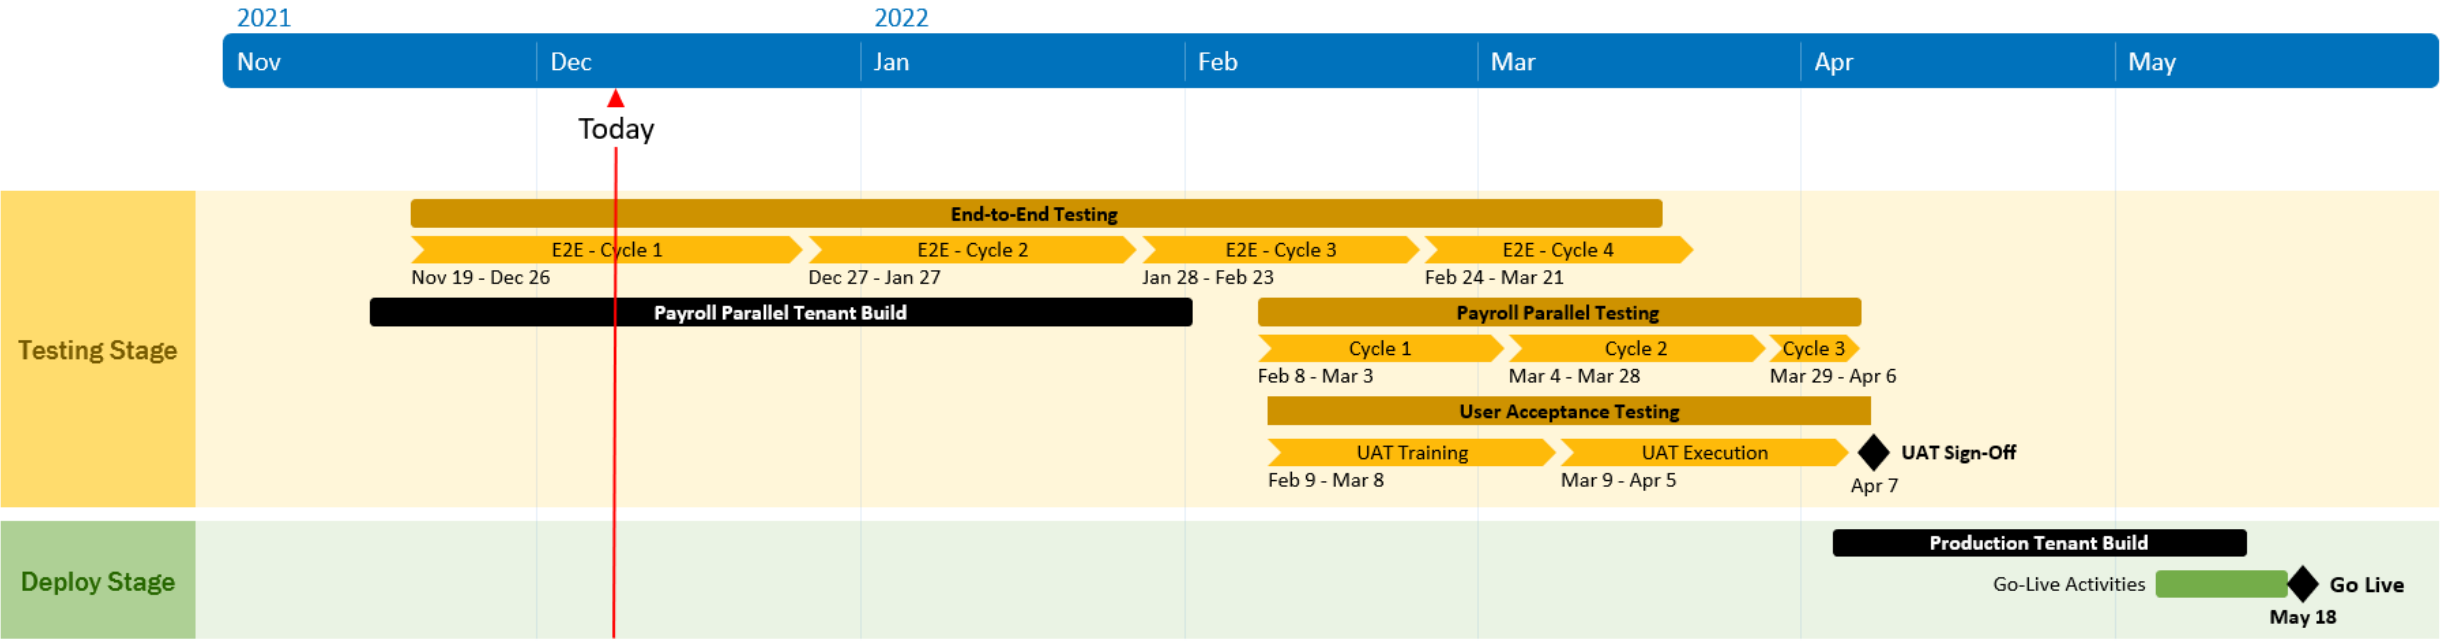 2021 2022
Nov Dec Jan Feb Mar Apr May
Today
Testing Stage
End-to-End Testing
E2E - Cycle 1 E2E - Cycle 2 E2E - Cycle 3 E2E - Cycle 4
Nov 19 - Dec 26 Dec 27 - Jan 27 Jan 28 - Feb 23 Feb 24 - Mar 21
Payroll Parallel Tenant Build Payroll Parallel Testing
Cycle 1 Cycle 2 Cycle 3
Feb 8 - Mar 3 Mar 4 - Mar 28 Mar 29 - Apr 6
User Acceptance Testing
UAT Training UAT Execution UAT Sign-Off
Feb 9 - Mar 8 Mar 9 - Apr 5 Apr 7
Deploy Stage
Production Tenant Build
Go-Live Activities Go Live
May 18